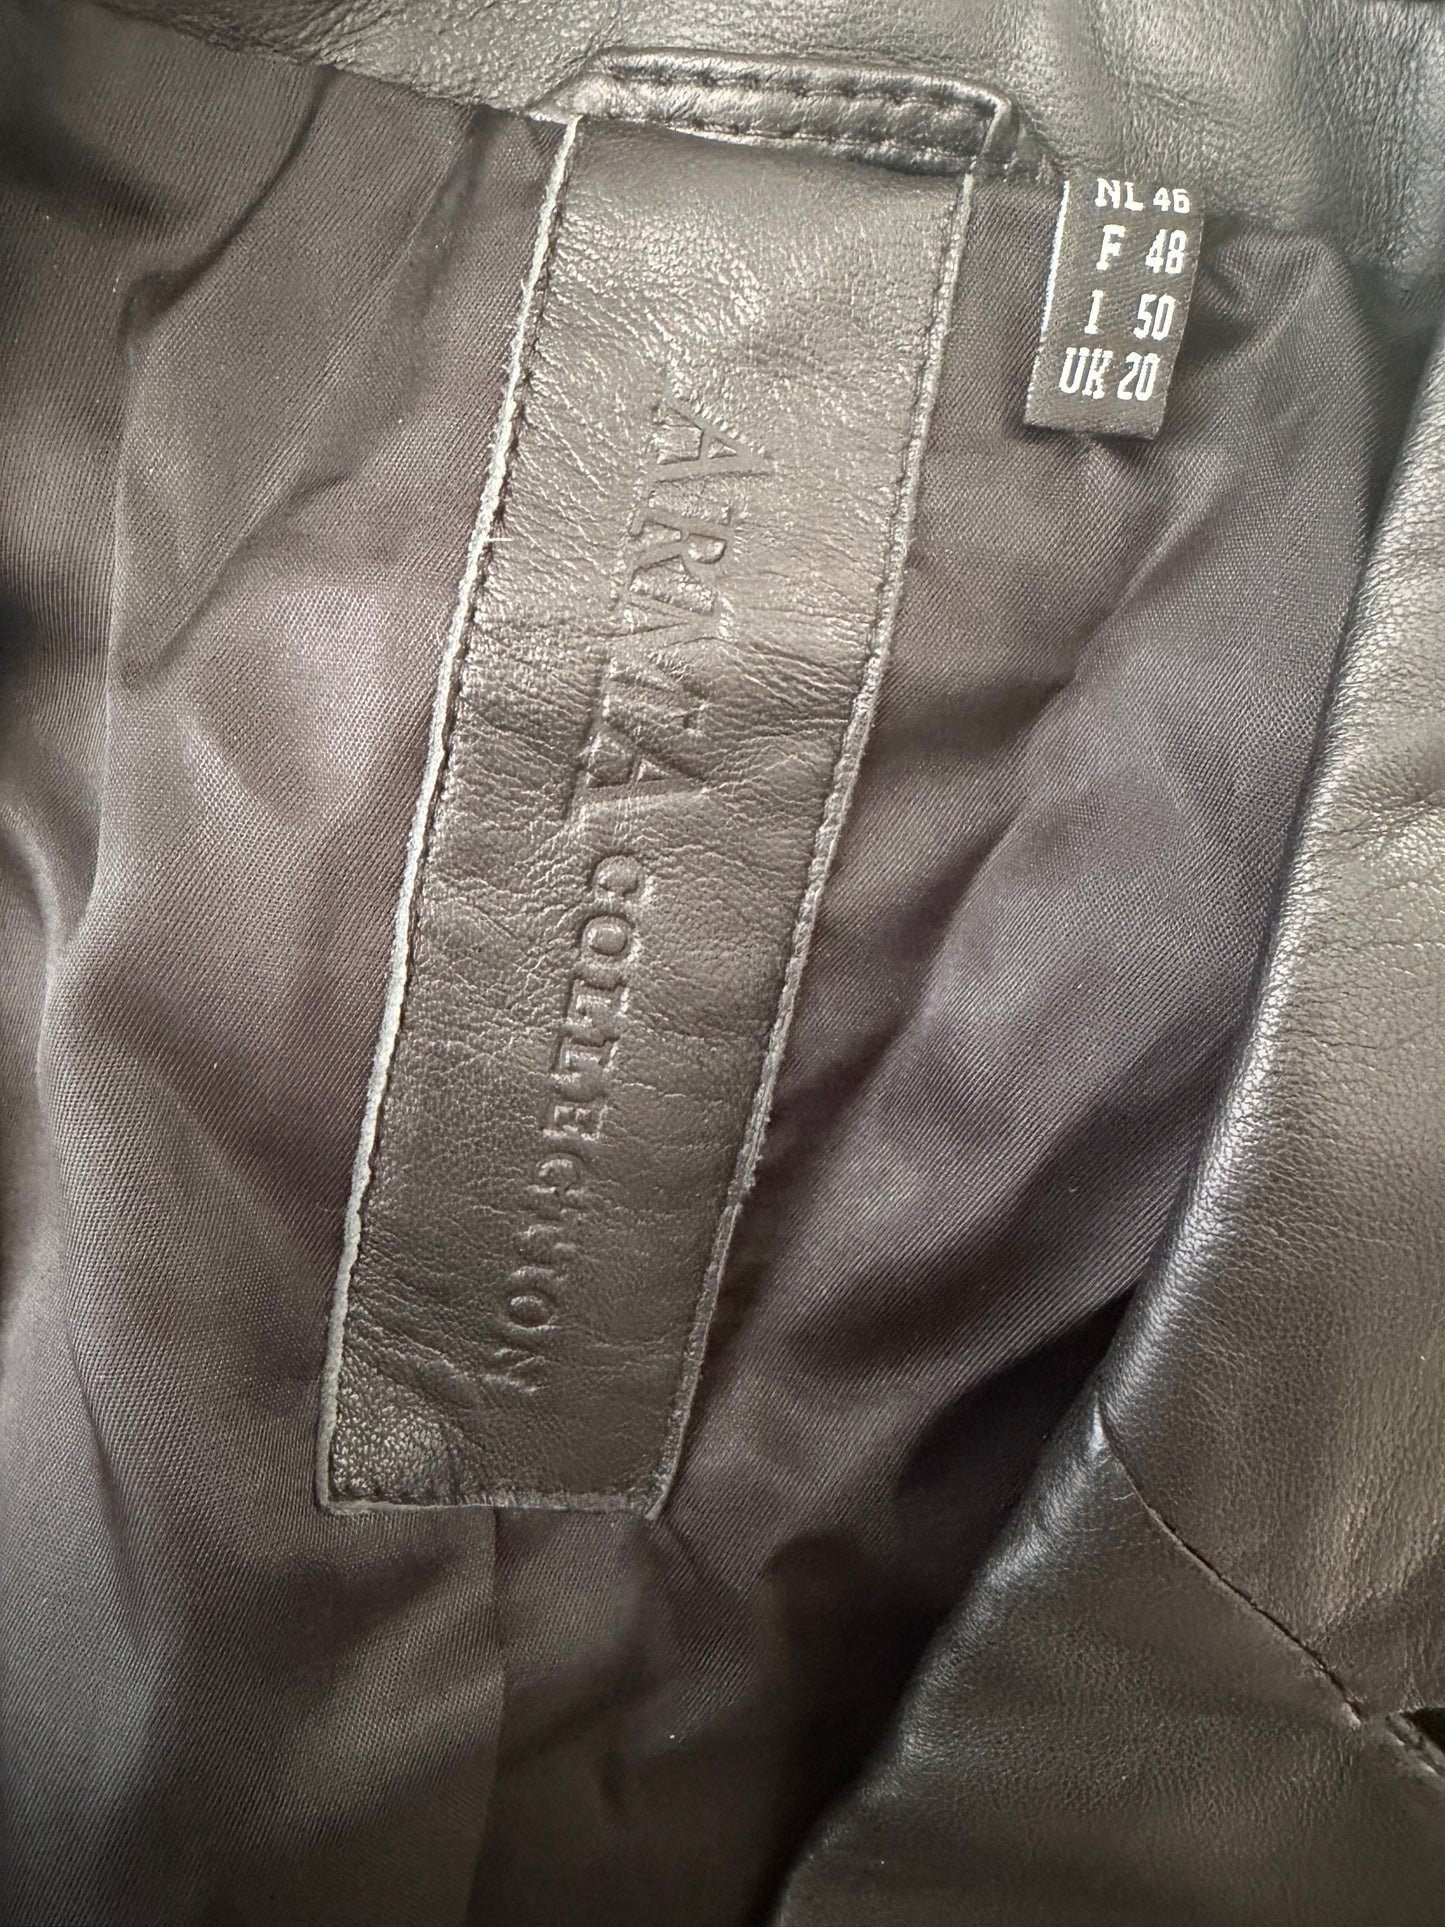 ARMA COLLECTION
NL 46
F 48
I 50
UK 20